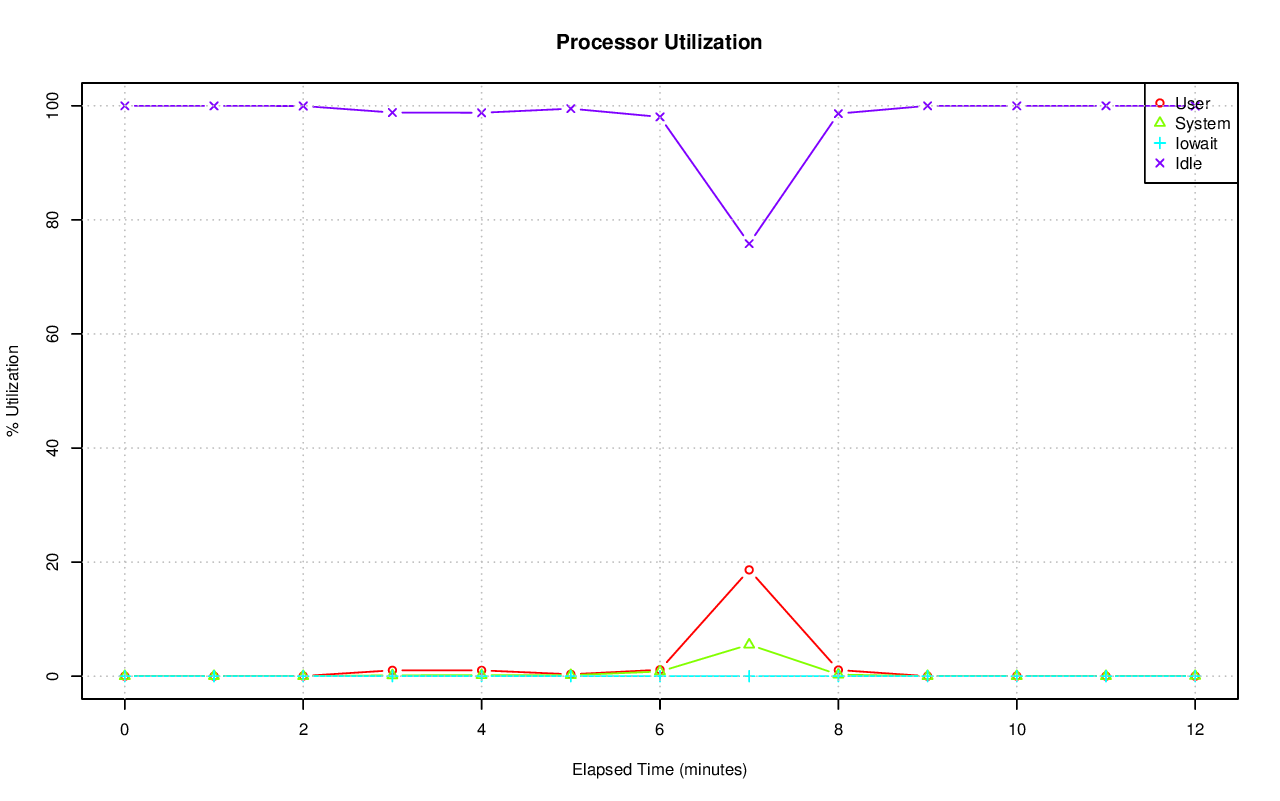 Processor Utilization
% Utilization
100
80
60
40
20
0
User
System
Iowait
Idle
0 2 4 6 8 10 12
Elapsed Time (minutes)